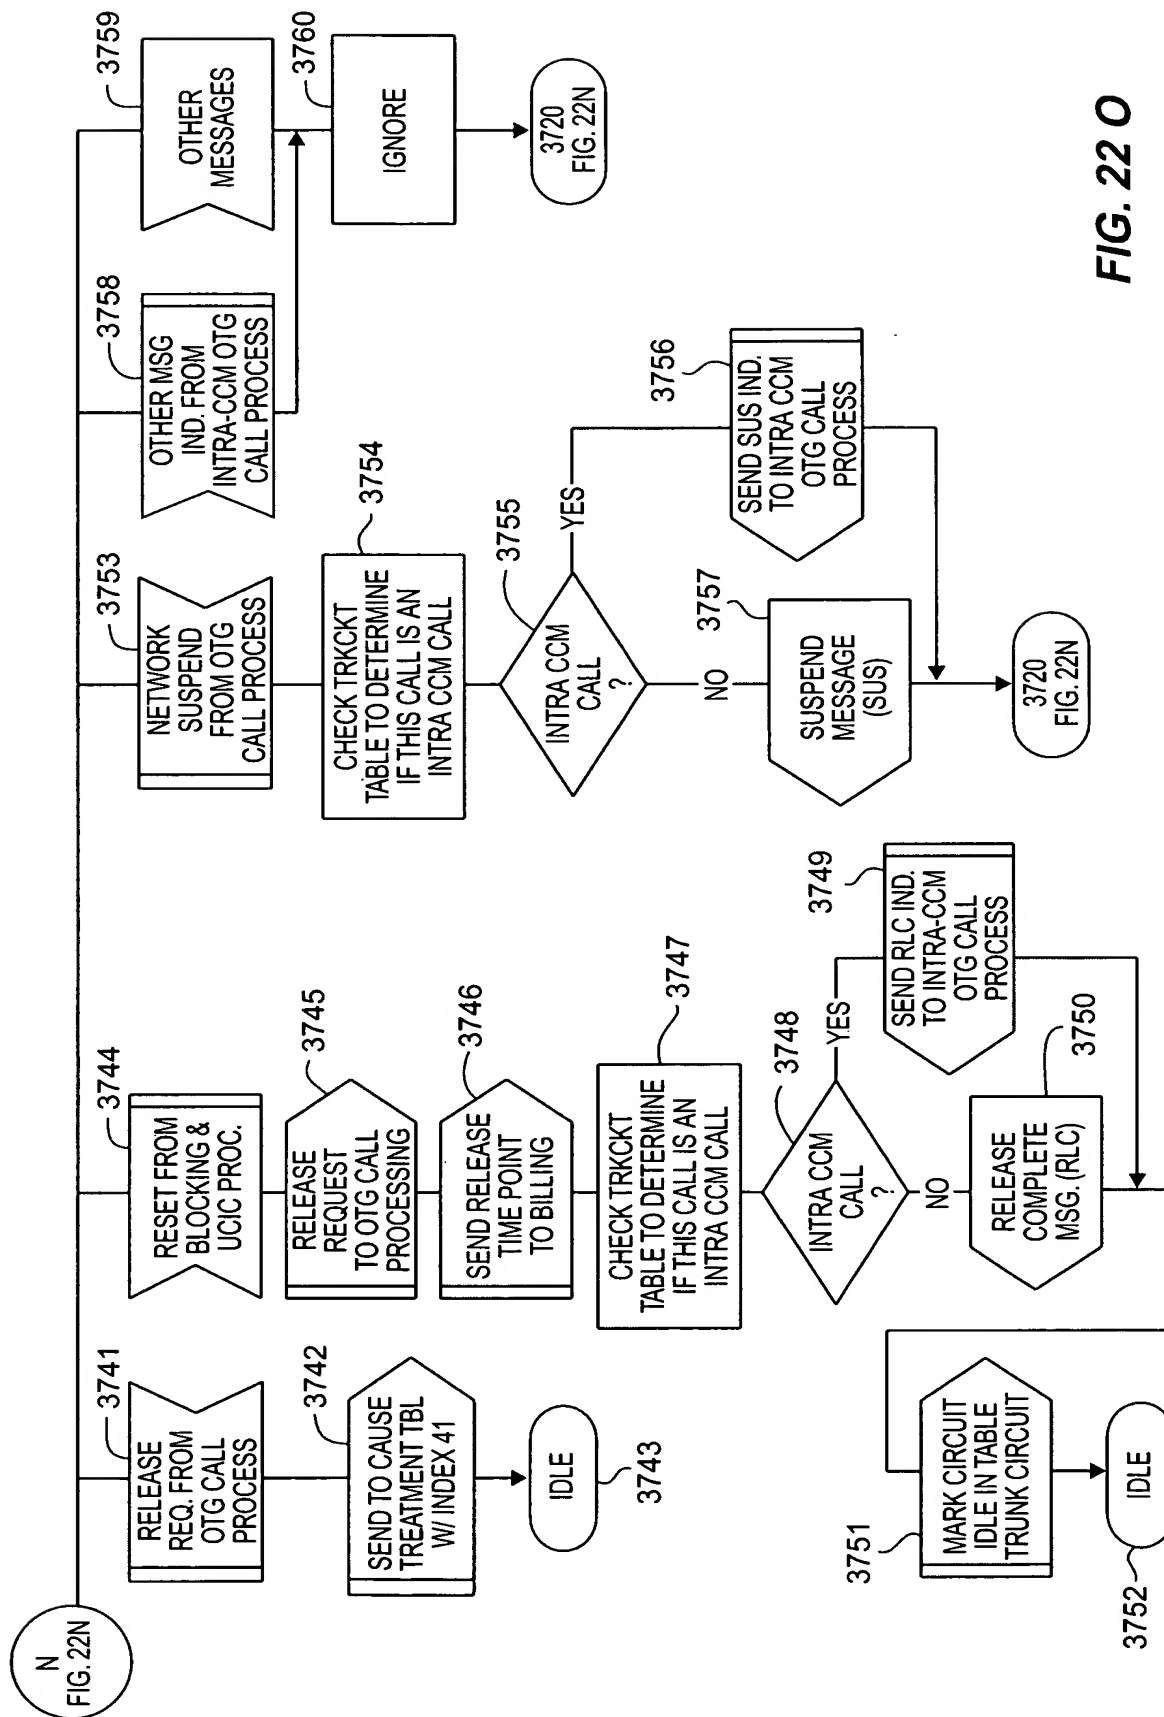 N
FIG. 22N
3741
RELEASE
REQ. FROM
OTG CALL
PROCESS
3742
SEND TO CAUSE
TREATMENT TBL
W/ INDEX 41
IDLE
3743
3744
RESET FROM
BLOCKING &
UCIC PROC.
3745
RELEASE
REQUEST
TO OTIG CALL
PROCESSING
3746
SEND RELEASE
TIME POINT
TO BILLING
3747
CHECK TRKCKT
TABLE TO DETERMINE
IF THIS CALL IS AN
INTRA CCM CALL
3748
INTRA CCM
CALL
?
YES
NO
3749
SEND RLC IND.
TO INTRA-CCM
OTG CALL
PROCESS
3750
RELEASE
COMPLETE
MSG. (RLC)
3751
MARK CIRCUIT
IDLE IN TABLE
TRUNK CIRCUIT
IDLE
3752
3753
NETWORK
SUSPEND
FROM OTG
CALL PROCESS
3754
CHECK TRKCKT
TABLE TO DETERMINE
IF THIS CALL IS AN
INTRA CCM CALL
3755
INTRA CCM
CALL
?
YES
NO
3756
SEND SUS IND.
TO INTRA CCM
OTG CALL
PROCESS
3757
SUSPEND
MESSAGE
(SUS)
3720
FIG. 22N
3758
OTHER MSG
IND. FROM
INTRA-CCM OTG
CALL PROCESS
3759
OTHER
MESSAGES
3760
IGNORE
3720
FIG. 22N
FIG. 22 O